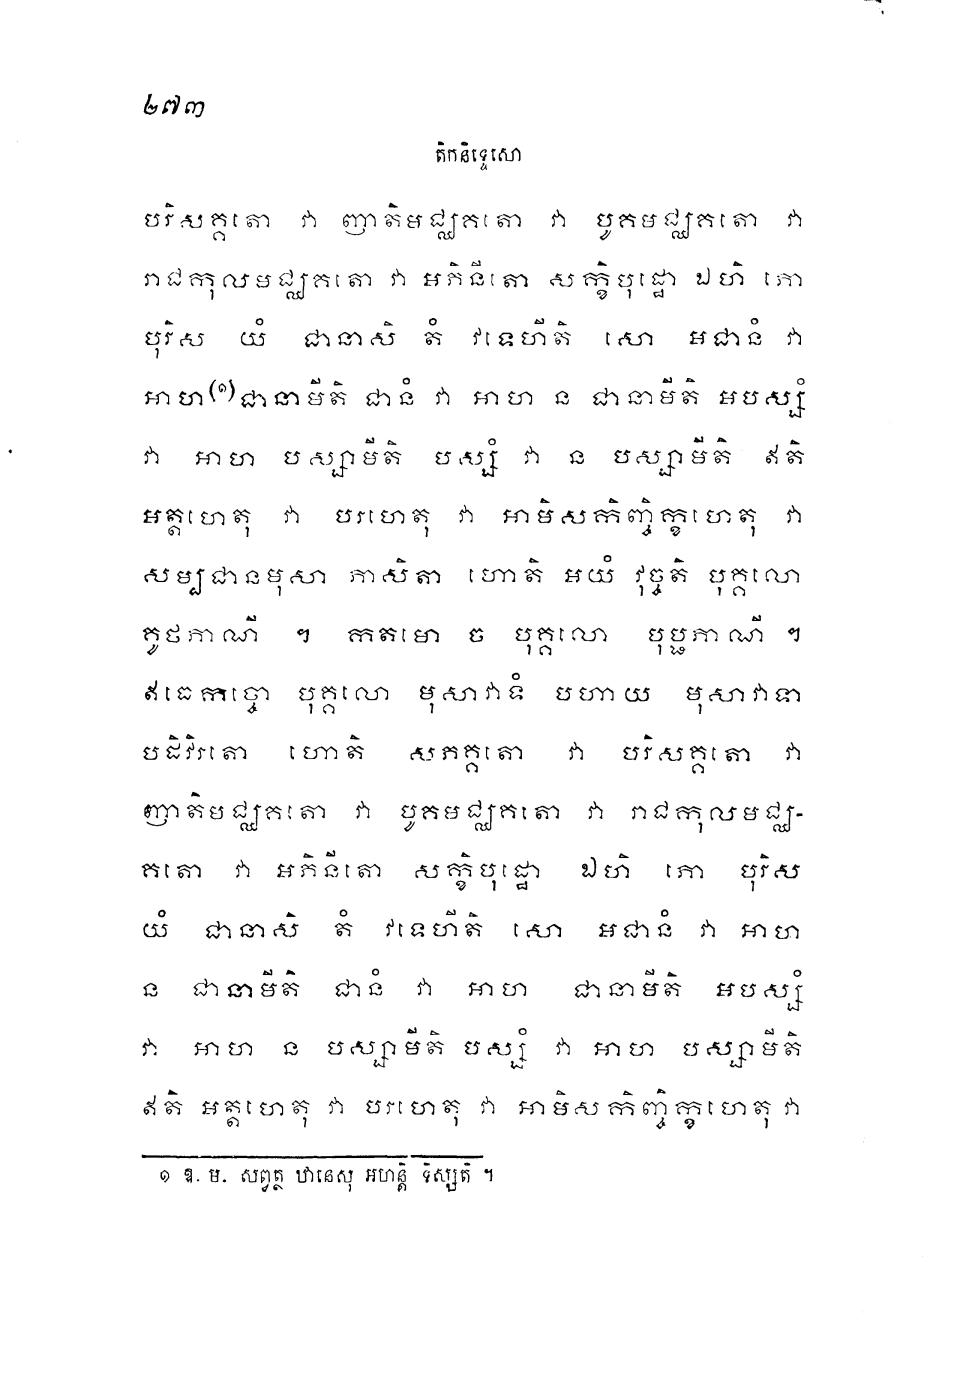 ២៧៣
តិកនិទ្ទេសោ
បរិសគ្គតោ វា ញាតិមជ្ឈគតោ វា បូគមជ្ឈគតោ វា
រាជកុលមជ្ឈគតោ វា អភិនីតោ សក្ខិបុដ្ឋោ ឯហិ ភោ
បុរិស យំ ជានាសិ តំ វទេហីតិ សោ អជានំ វា
អាហ(១)ជានាមីតិ ជានំ វា អាហ ន ជានាមីតិ អបស្សំ
វា អាហ បស្សាមីតិ បស្សំ វា ន បស្សាមីតិ ឥតិ
អត្តហេតុ វា បរហេតុ វា អាមិសកិញ្ចិក្ខហេតុ វា
សម្បជានមុសា ភាសិតា ហោតិ អយំ វុច្ចតិ បុគ្គលោ
គូថភាណី ។ កតមោ ច បុគ្គលោ បុប្ផភាណី ។
ឥធេកច្ចោ បុគ្គលោ មុសាវាទំ បហាយ មុសាវាទា
បដិវិរតោ ហោតិ សភគ្គតោ វា បរិសគ្គតោ វា
ញាតិមជ្ឈគតោ វា បូគមជ្ឈគតោ វា រាជកុលមជ្ឈ-
គតោ វា អភិនីតោ សក្ខិបុដ្ឋោ ឯហិ ភោ បុរិស
យំ ជានាសិ តំ វទេហីតិ សោ អជានំ វា អាហ
ន ជានាមីតិ ជានំ វា អាហ ជានាមីតិ អបស្សំ
វា អាហ ន បស្សាមីតិ បស្សំ វា អាហ បស្សាមីតិ
ឥតិ អត្តហេតុ វា បរហេតុ វា អាមិសកិញ្ចិក្ខហេតុ វា
១ ឱ. ម. សព្វត្ថ ឋានេសុ អហន្តិ ទិស្សតិ ។